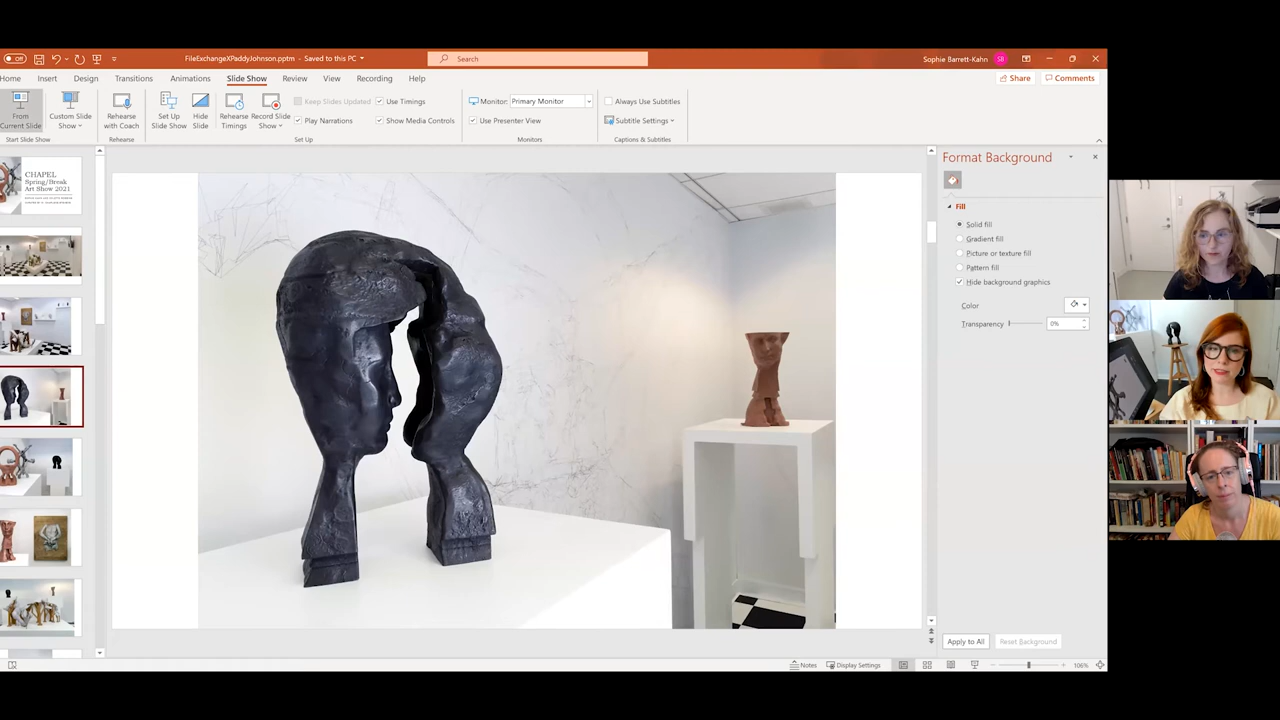 Off
FileExchangeXPaddyJohnson.pptm - Saved to this PC
Search
Sophie Barrett-Kahn
SB
Home Insert Design Transitions Animations Slide Show Review View Recording Help
Share Comments
From Current Slide
Custom Slide Show
Rehearse with Coach
Set Up Slide Show
Hide Slide
Rehearse Timings
Record Slide Show
Keep Slides Updated
Use Timings
Play Narrations
Show Media Controls
Monitor: Primary Monitor
Use Presenter View
Always Use Subtitles
Subtitle Settings
Start Slide Show
Rehearse
Set Up
Monitors
Captions & Subtitles
CHAPEL
Spring/Break
Art Show 2021
Format Background
Fill
Solid fill
Gradient fill
Picture or texture fill
Pattern fill
Hide background graphics
Color
Transparency 0%
Apply to All Reset Background
Notes Display Settings 106%